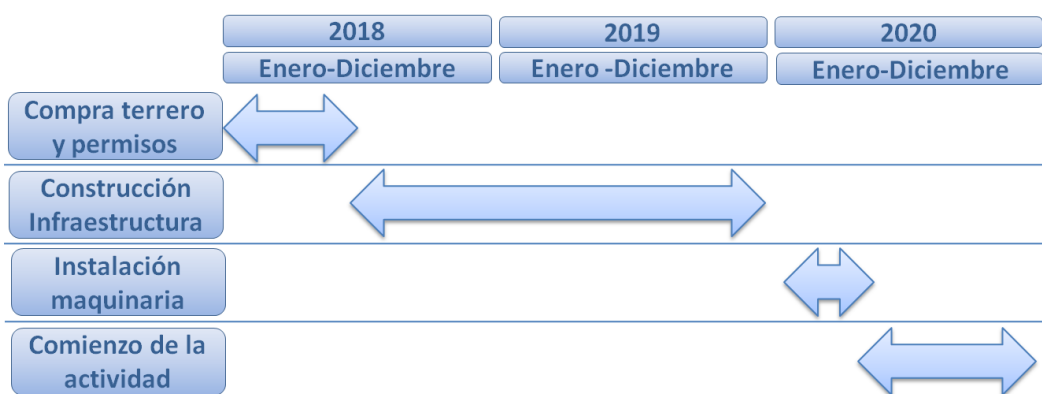 2018
2019
2020
Enero-Diciembre
Enero -Diciembre
Enero-Diciembre
Compra terrero
y permisos
Construcción
Infraestructura
Instalación
maquinaria
Comienzo de la
actividad